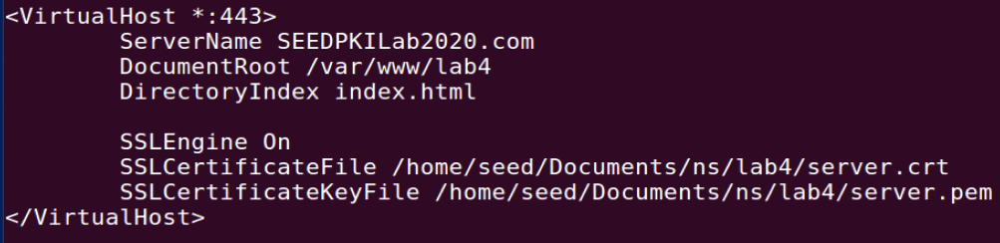 <VirtualHost *:443>
ServerName SEEDPKILab2020.com
DocumentRoot /var/www/lab4
DirectoryIndex index.html
SSLEngine On
SSLCertificateFile /home/seed/Documents/ns/lab4/server.crt
SSLCertificateKeyFile /home/seed/Documents/ns/lab4/server.pem
</VirtualHost>